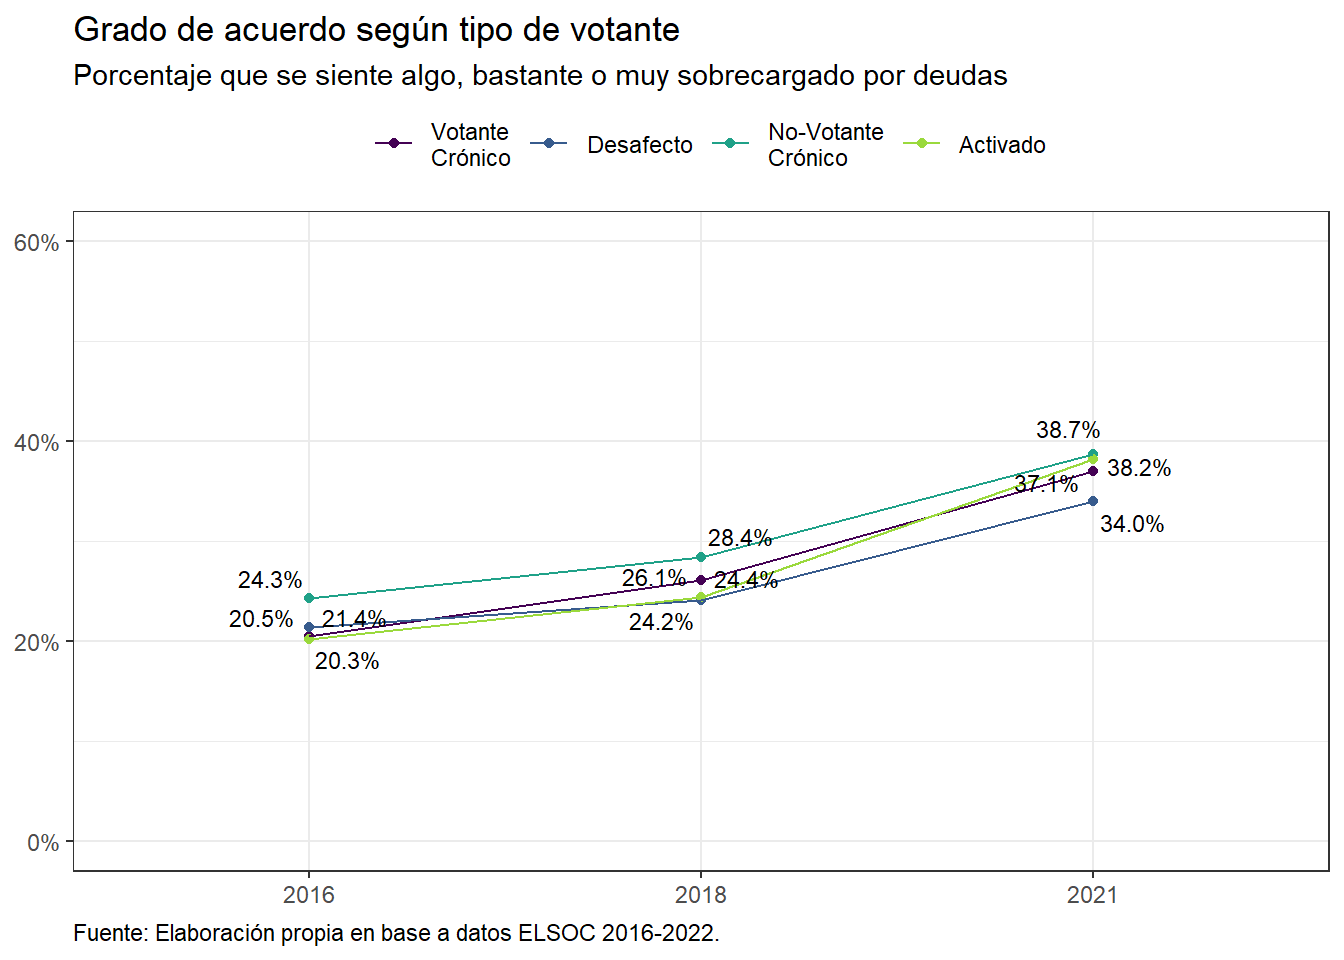 Grado de acuerdo según tipo de votante
Porcentaje que se siente algo, bastante o muy sobrecargado por deudas
Votante
Crónico
Desafecto
No-Votante
Crónico
Activado
60%
40%
20%
0%
38.7%
38.2%
37.1%
34.0%
28.4%
26.1%
24.4%
24.2%
24.3%
20.5%
21.4%
20.3%
2016
2018
2021
Fuente: Elaboración propia en base a datos ELSOC 2016-2022.